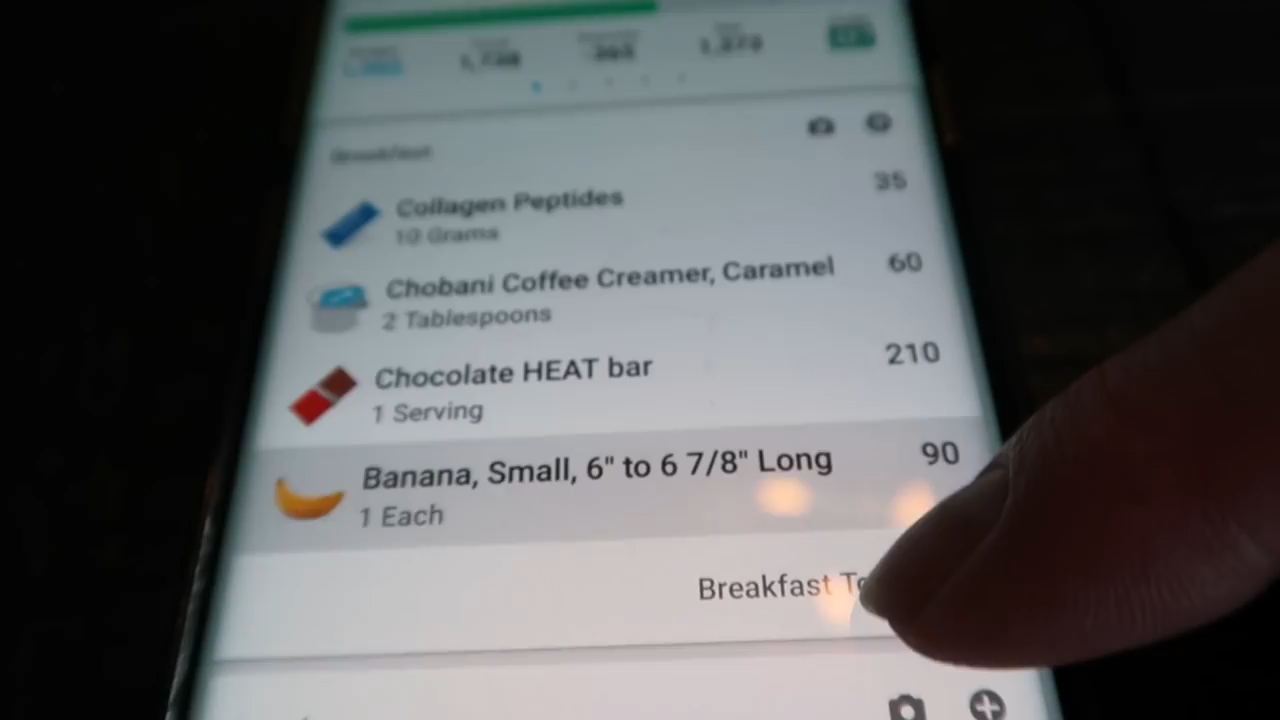 Breakfast
Collagen Peptides
35
10 Grams
Chobani Coffee Creamer, Caramel
60
2 Tablespoons
Chocolate HEAT bar
210
1 Serving
Banana, Small, 6" to 6 7/8" Long
90
1 Each
Breakfast